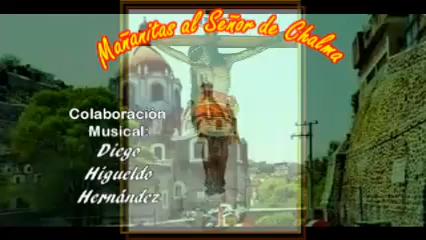 Mañanitas al Señor de Chalma
Colaboración
Musical:
Diego
Higueldo
Hernández